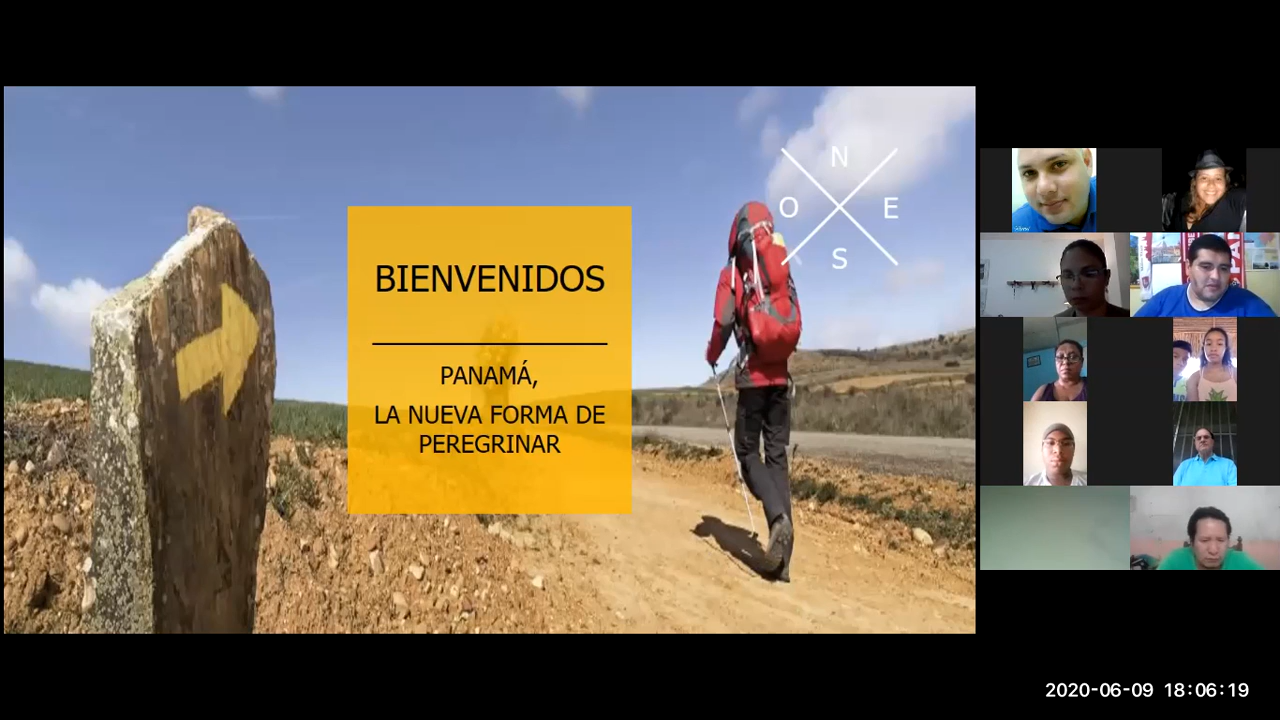 BIENVENIDOS
PANAMÁ,
LA NUEVA FORMA DE
PEREGRINAR
N
O E
S
2020-06-09 18:06:19